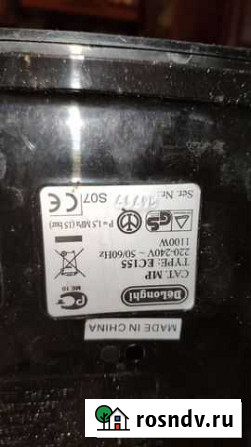 DeLonghi
CAT. MP
TYPE: EC155
220-240V ~ 50/60Hz
1100W
P = 1,5 MPa (15 bar)
Ser. Nr.
S07
ME 10
MADE IN CHINA
rosndv.ru